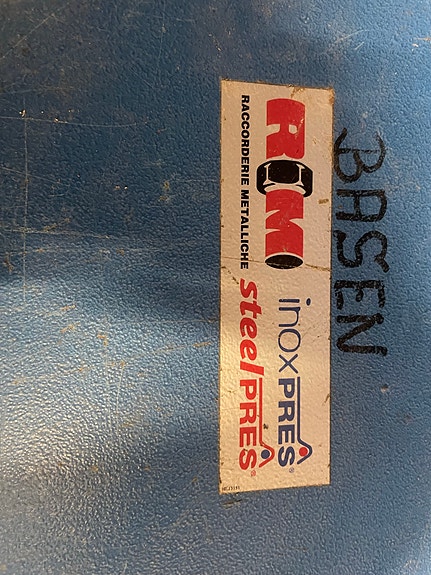 BASEN
RM
RACCORDERIE METALLICHE
inoxPRES®
steelPRES®